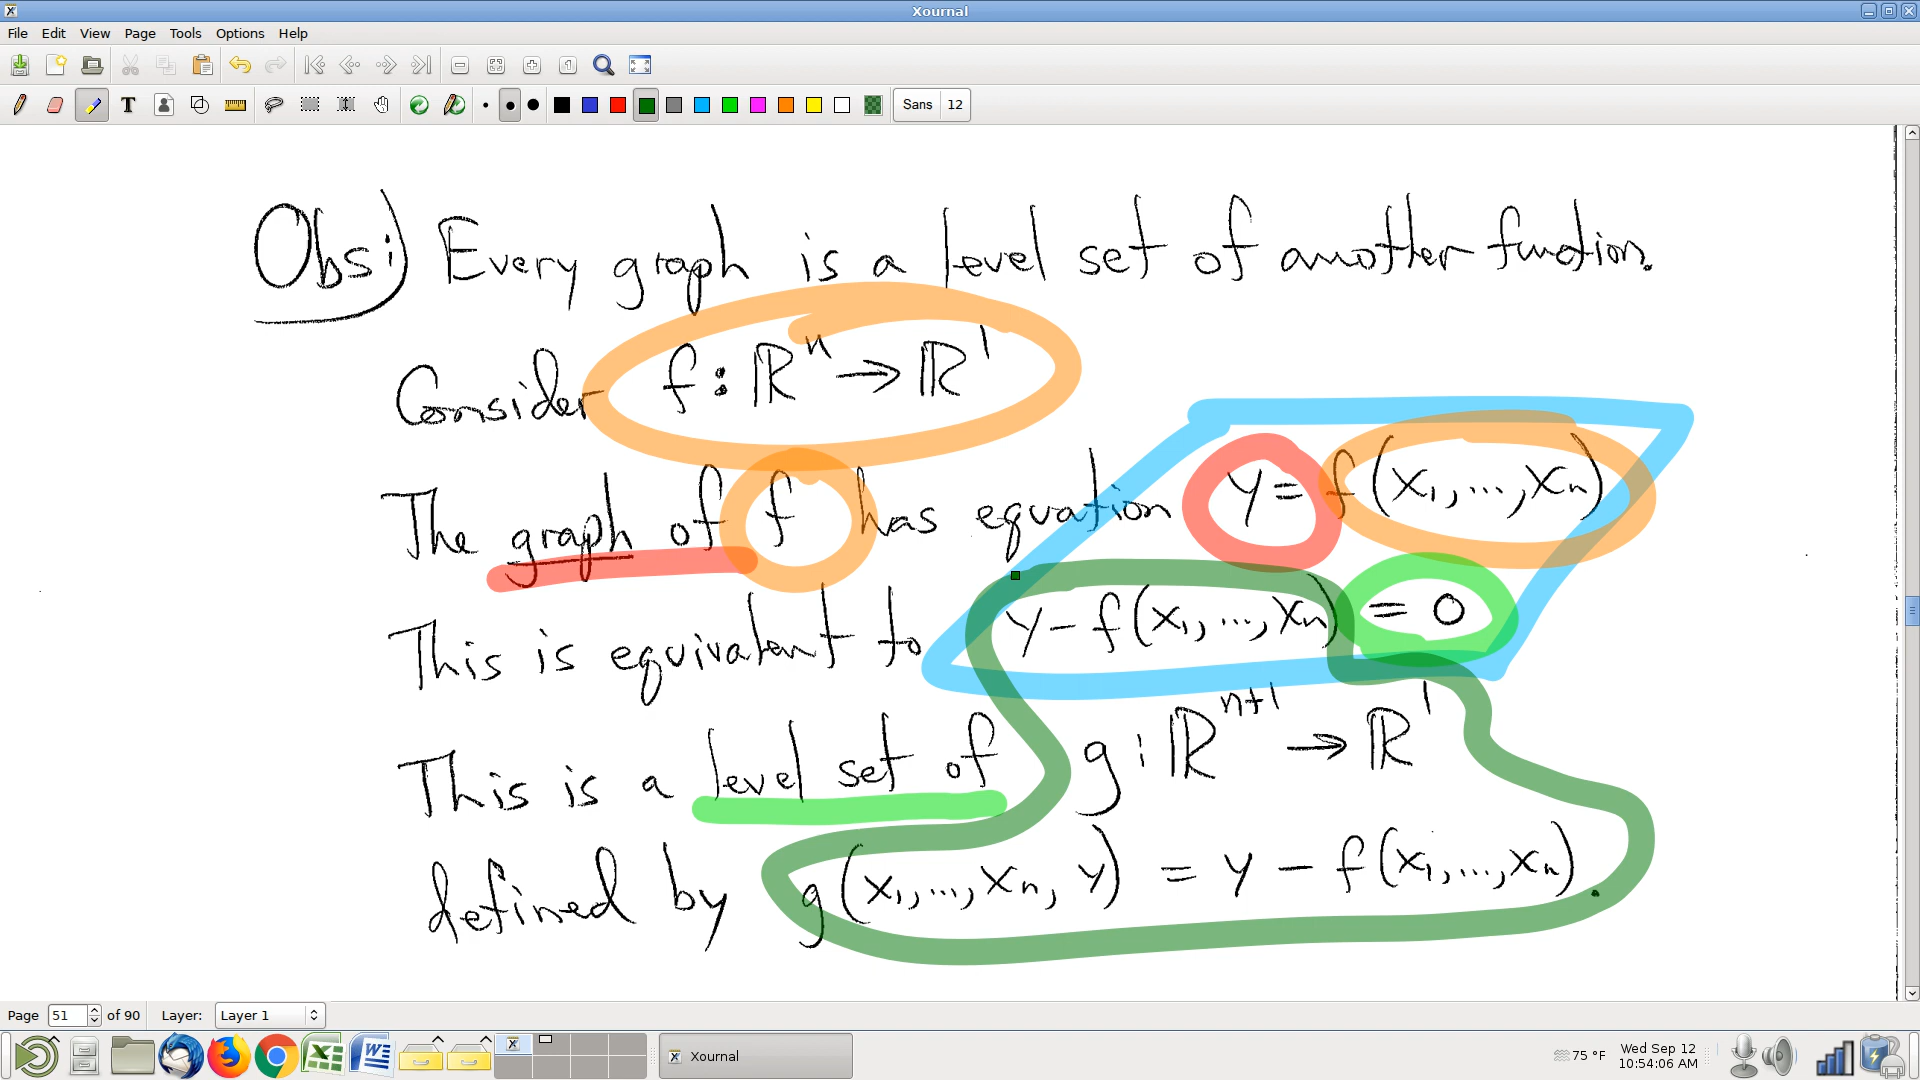 Xournal
File Edit View Page Tools Options Help
Sans 12
Obs:) Every graph is a level set of another function.
Consider f : ℝⁿ → ℝ¹
The graph of f has equation y = f(x₁,...,xₙ)
This is equivalent to y − f(x₁,...,xₙ) = 0
This is a level set of g : ℝⁿ⁺¹ → ℝ¹
defined by g(x₁,...,xₙ, y) = y − f(x₁,...,xₙ).
Page 51 of 90 Layer: Layer 1
Xournal
75 °F
Wed Sep 12
10:54:06 AM